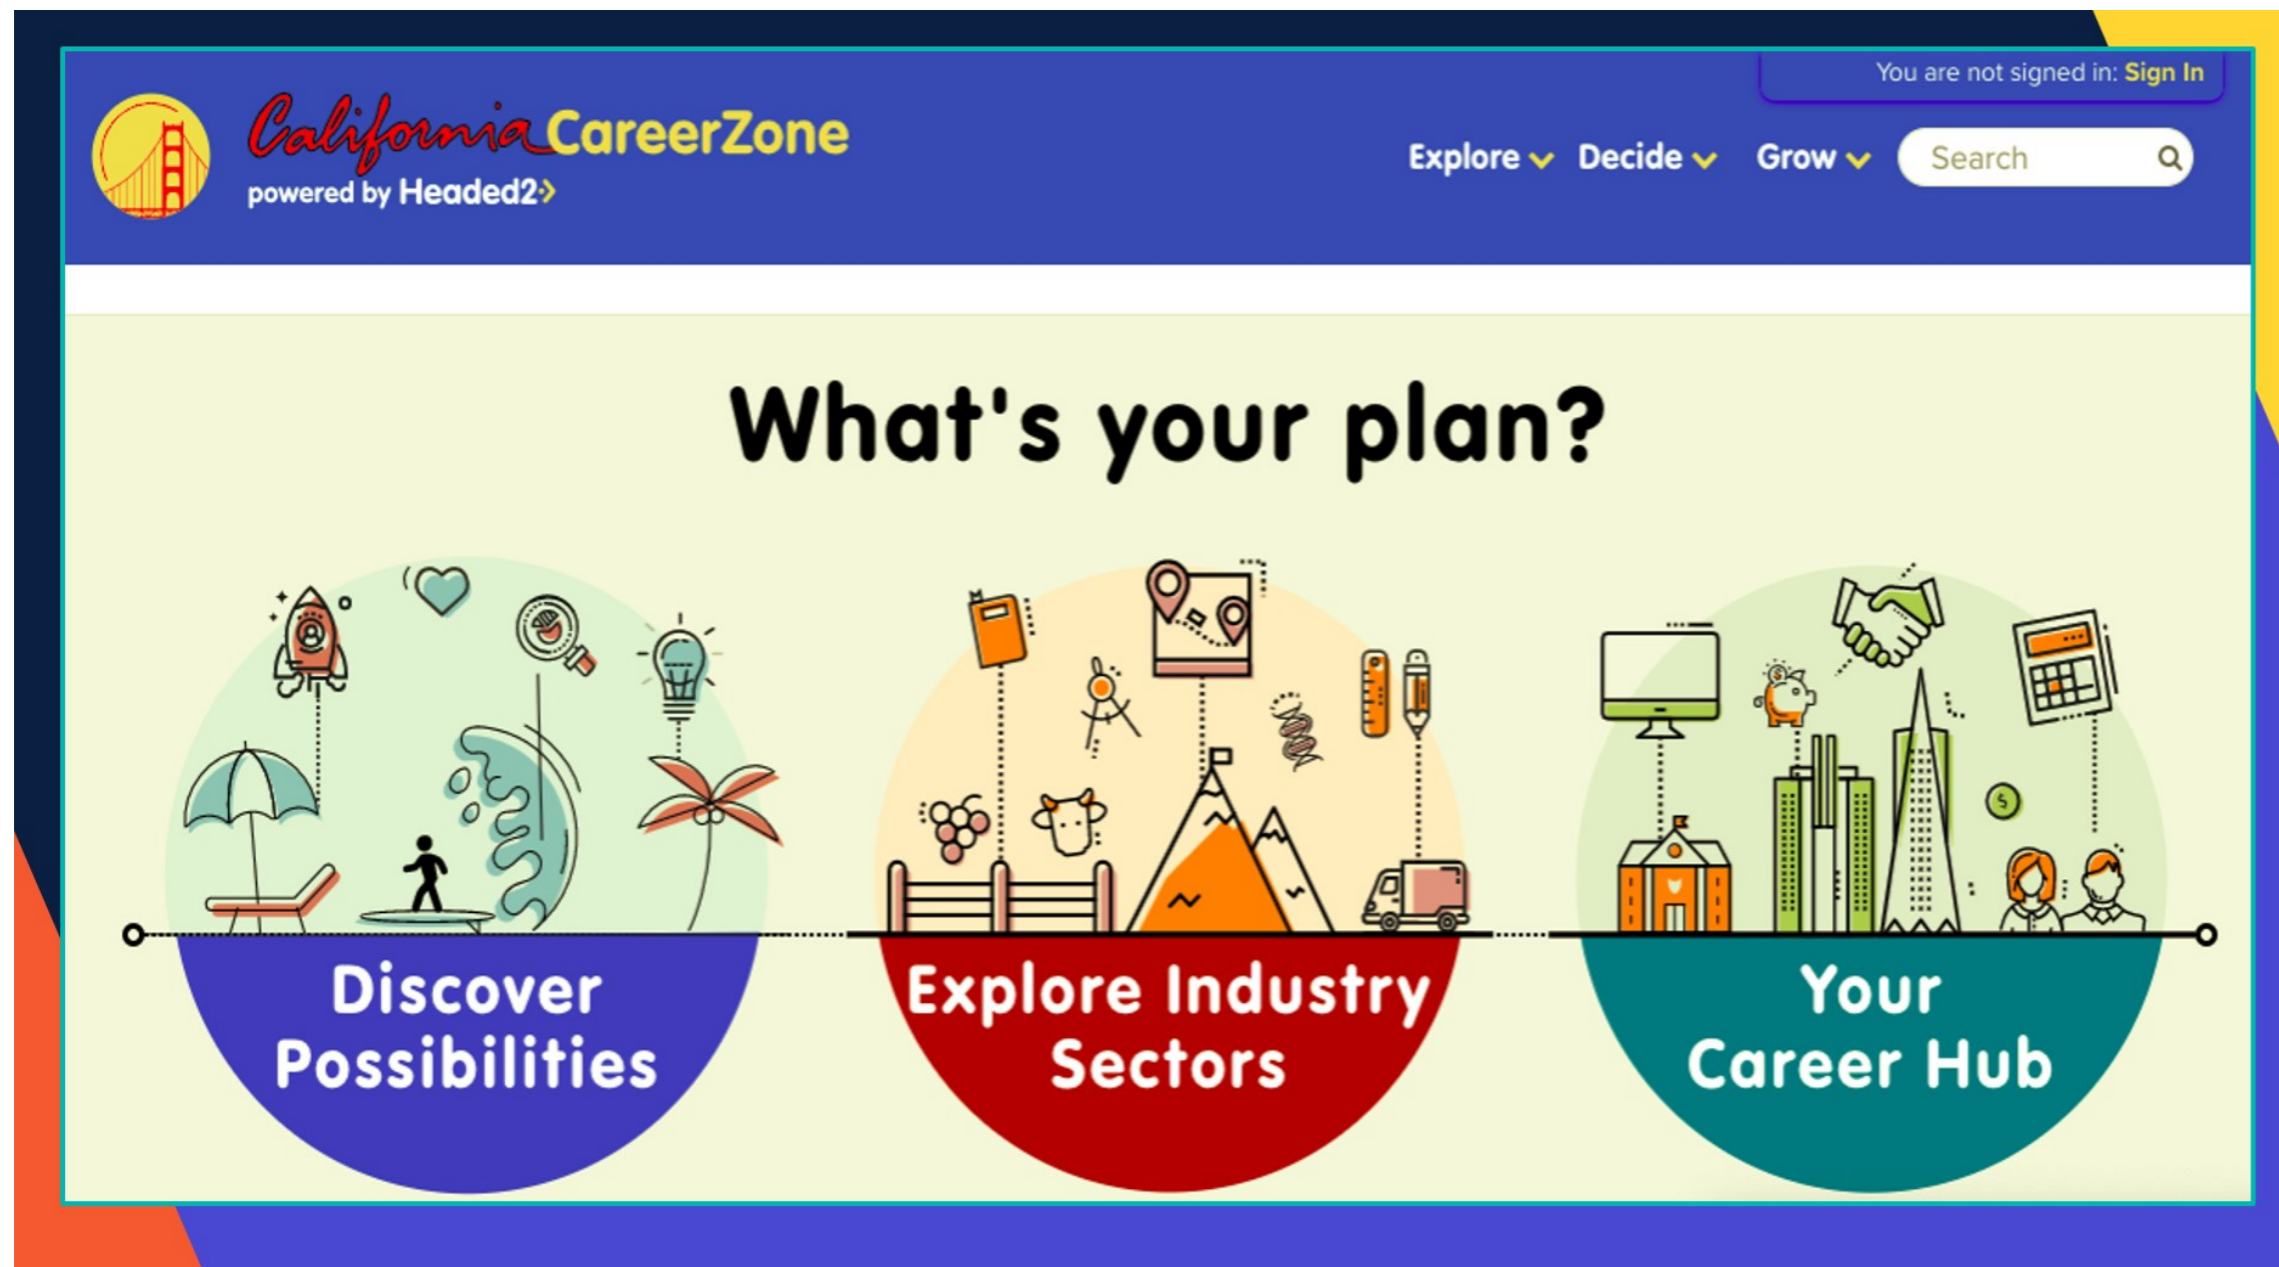 You are not signed in: Sign In
California CareerZone
powered by Headed2
Explore Decide Grow Search
What's your plan?
Discover
Possibilities
Explore Industry
Sectors
Your
Career Hub
$
$